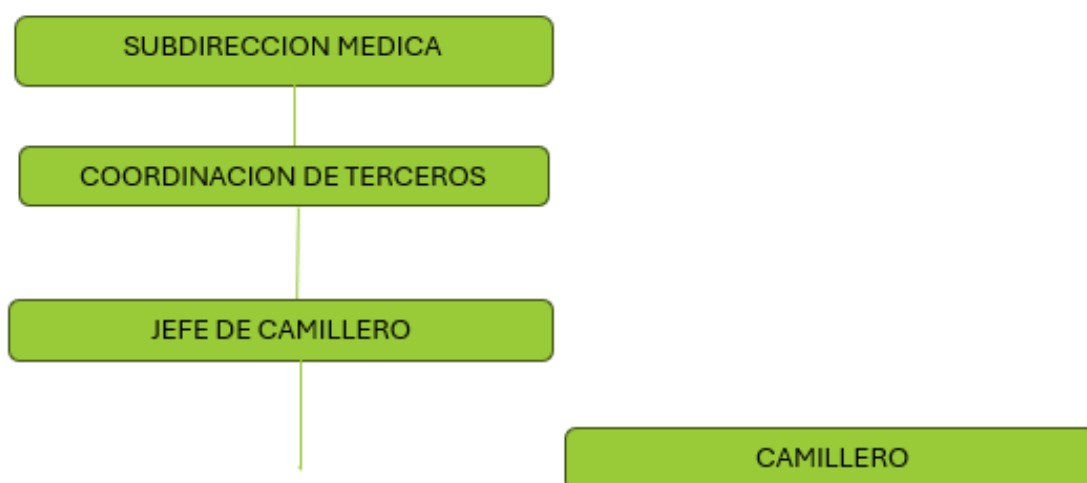 SUBDIRECCION MEDICA
COORDINACION DE TERCEROS
JEFE DE CAMILLERO
CAMILLERO